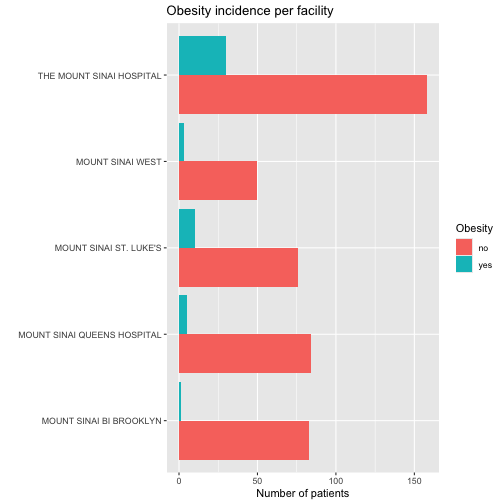 Obesity incidence per facility
THE MOUNT SINAI HOSPITAL
MOUNT SINAI WEST
MOUNT SINAI ST. LUKE'S
MOUNT SINAI QUEENS HOSPITAL
MOUNT SINAI BI BROOKLYN
0 50 100 150
Number of patients
Obesity
no
yes